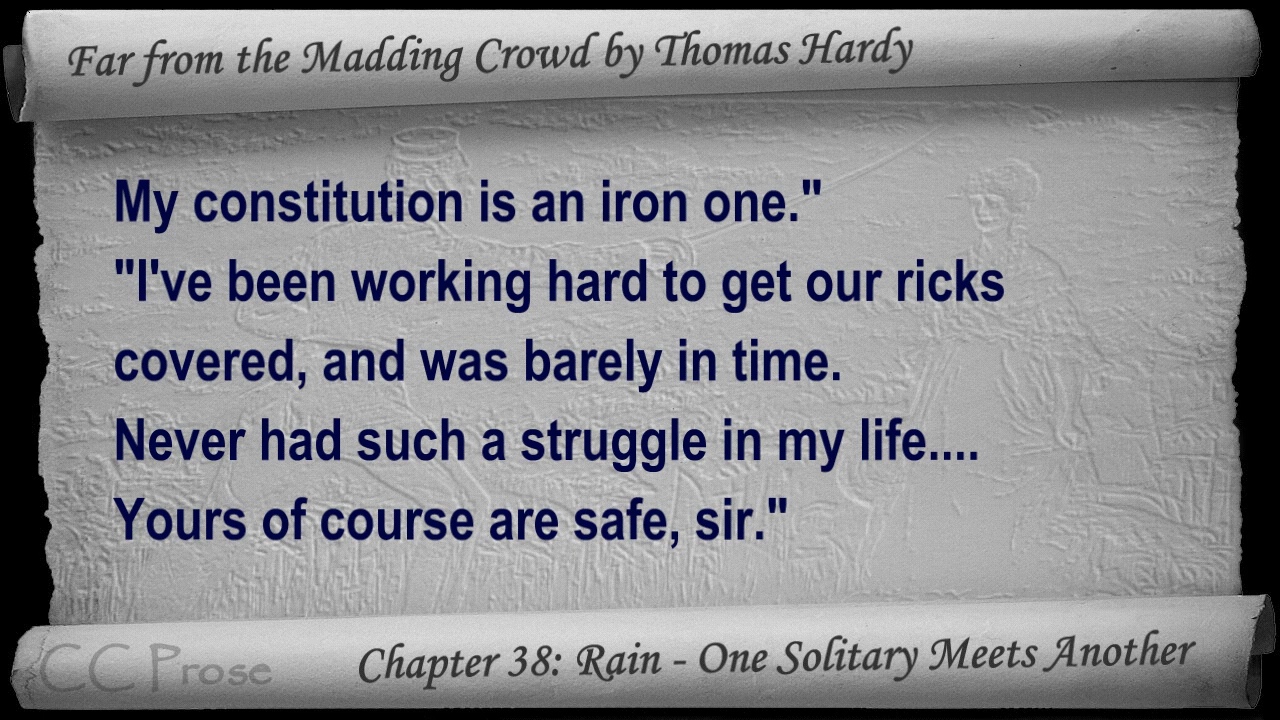 Far from the Madding Crowd by Thomas Hardy
My constitution is an iron one."
"I've been working hard to get our ricks
covered, and was barely in time.
Never had such a struggle in my life....
Yours of course are safe, sir."
CC Prose
Chapter 38: Rain - One Solitary Meets Another